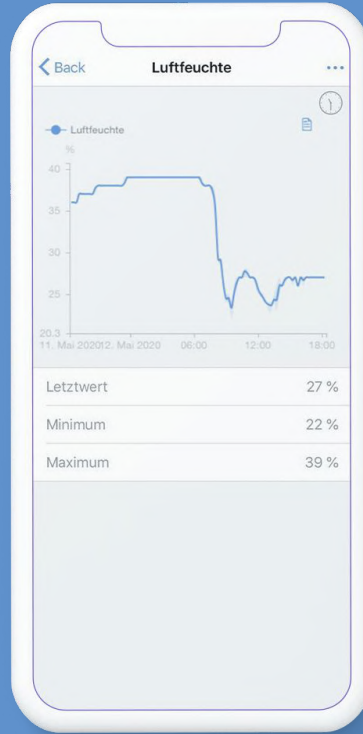 Back Luftfeuchte ...
Luftfeuchte
%
40
35
30
25
20.3
11. Mai 2020 12. Mai 2020 06:00 12:00 18:00
Letztwert 27 %
Minimum 22 %
Maximum 39 %